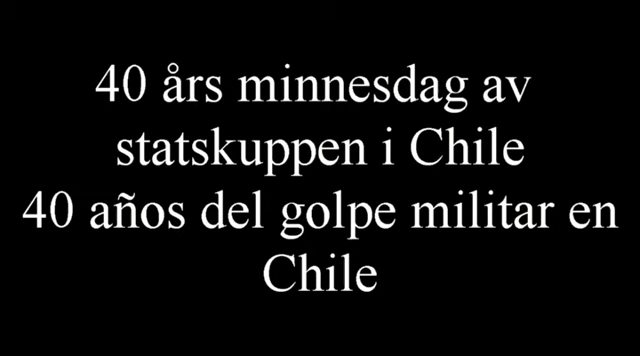 40 års minnesdag av
statskuppen i Chile
40 años del golpe militar en
Chile